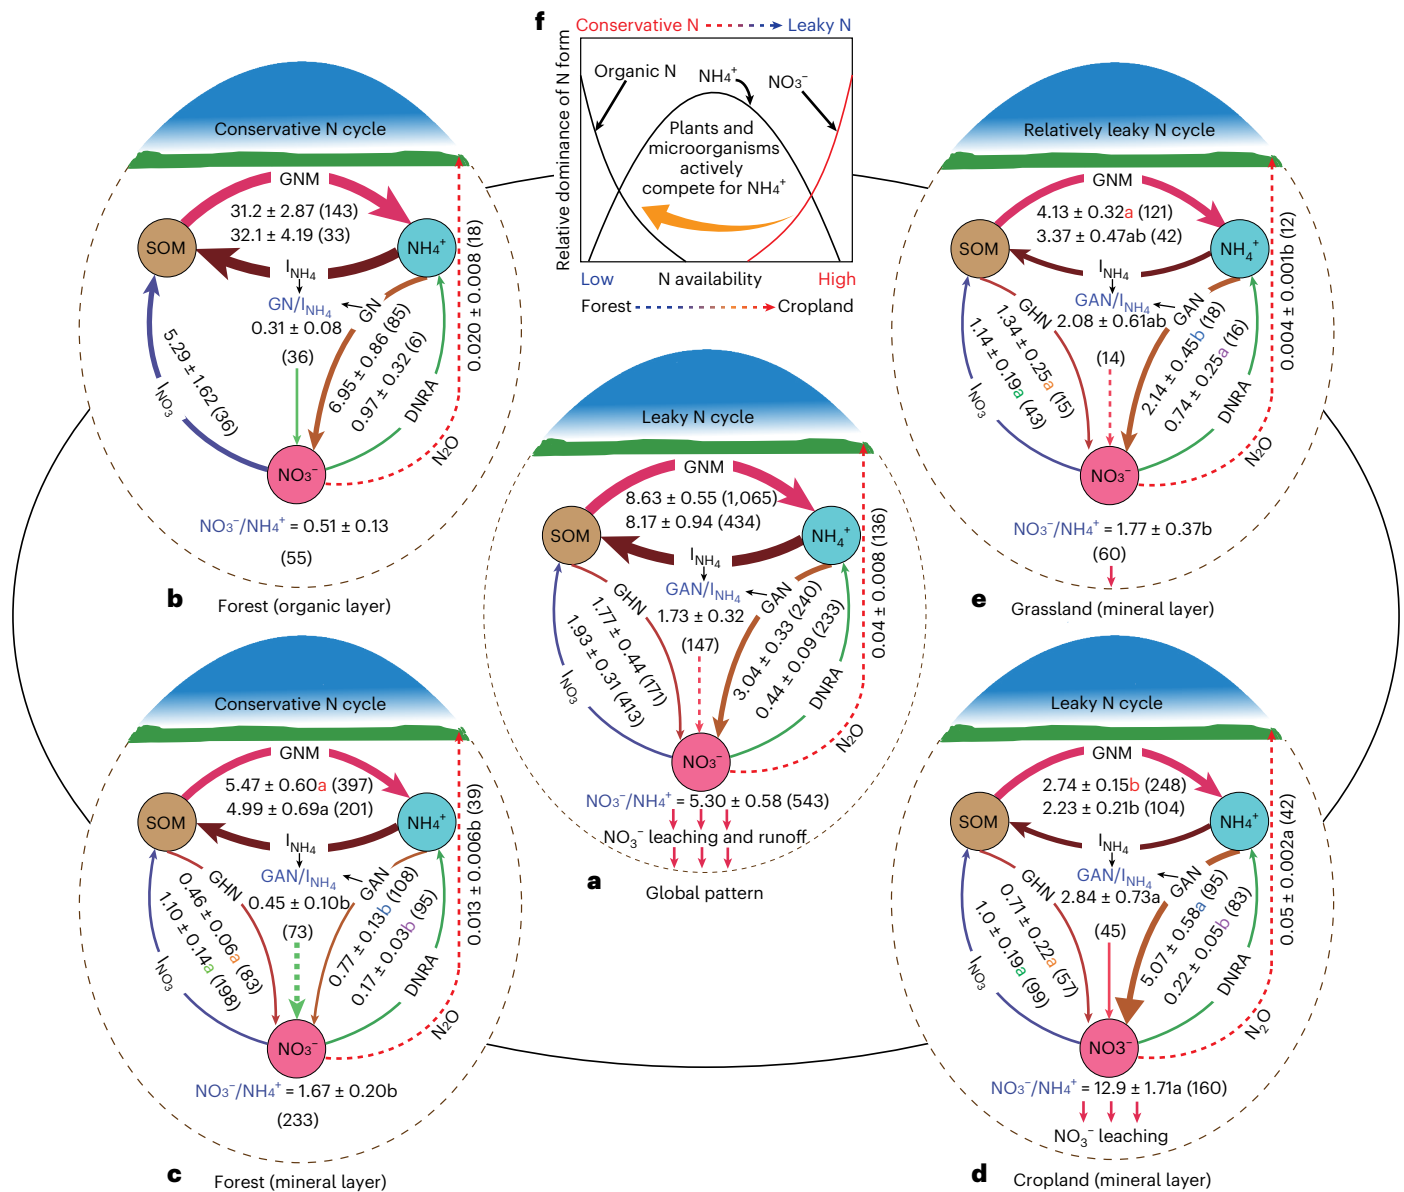 f
Conservative N
Leaky N
Relative dominance of N form
Organic N
NH₄⁺
NO₃⁻
Plants and
microorganisms
actively
compete for NH₄⁺
Low
N availability
High
Forest
Cropland
Conservative N cycle
GNM
31.2 ± 2.87 (143)
32.1 ± 4.19 (33)
SOM
NH₄⁺
I_NH₄
GN/I_NH₄
0.31 ± 0.08
(36)
GN
6.95 ± 0.86 (85)
0.97 ± 0.32 (6)
DNRA
5.29 ± 1.62 (36)
I_NO₃
NO₃⁻
N₂O
0.020 ± 0.008 (18)
NO₃⁻/NH₄⁺ = 0.51 ± 0.13
(55)
b
Forest (organic layer)
Relatively leaky N cycle
GNM
4.13 ± 0.32a (121)
3.37 ± 0.47ab (42)
SOM
NH₄⁺
I_NH₄
GAN/I_NH₄
2.08 ± 0.61ab
(14)
GHN
1.34 ± 0.25a (15)
1.14 ± 0.19a (43)
I_NO₃
GAN
2.14 ± 0.45b (18)
0.74 ± 0.25a (16)
DNRA
NO₃⁻
N₂O
0.004 ± 0.001b (12)
NO₃⁻/NH₄⁺ = 1.77 ± 0.37b
(60)
e
Grassland (mineral layer)
Leaky N cycle
GNM
8.63 ± 0.55 (1,065)
8.17 ± 0.94 (434)
SOM
NH₄⁺
I_NH₄
GAN/I_NH₄
1.73 ± 0.32
(147)
GHN
1.77 ± 0.44 (171)
1.93 ± 0.31 (413)
I_NO₃
GAN
3.04 ± 0.33 (240)
0.44 ± 0.09 (233)
DNRA
NO₃⁻
N₂O
0.04 ± 0.008 (136)
NO₃⁻/NH₄⁺ = 5.30 ± 0.58 (543)
NO₃⁻ leaching and runoff
a
Global pattern
Conservative N cycle
GNM
5.47 ± 0.60a (397)
4.99 ± 0.69a (201)
SOM
NH₄⁺
I_NH₄
GAN/I_NH₄
0.45 ± 0.10b
(73)
GHN
0.46 ± 0.06a (83)
1.10 ± 0.14a (198)
I_NO₃
GAN
0.77 ± 0.13b (108)
0.17 ± 0.03b (95)
DNRA
NO₃⁻
N₂O
0.013 ± 0.006b (39)
NO₃⁻/NH₄⁺ = 1.67 ± 0.20b
(233)
c
Forest (mineral layer)
Leaky N cycle
GNM
2.74 ± 0.15b (248)
2.23 ± 0.21b (104)
SOM
NH₄⁺
I_NH₄
GAN/I_NH₄
2.84 ± 0.73a
(45)
GHN
0.71 ± 0.22a (57)
1.0 ± 0.19a (99)
I_NO₃
GAN
5.07 ± 0.58a (95)
0.22 ± 0.05b (83)
DNRA
NO3⁻
N₂O
0.05 ± 0.002a (42)
NO₃⁻/NH₄⁺ = 12.9 ± 1.71a (160)
NO₃⁻ leaching
d
Cropland (mineral layer)